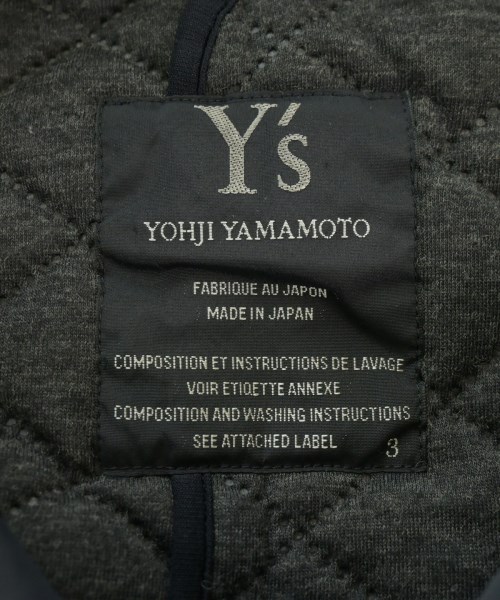 Y's
YOHJI YAMAMOTO
FABRIQUE AU JAPON
MADE IN JAPAN
COMPOSITION ET INSTRUCTIONS DE LAVAGE
VOIR ETIQETTE ANNEXE
COMPOSITION AND WASHING INSTRUCTIONS
SEE ATTACHED LABEL
3